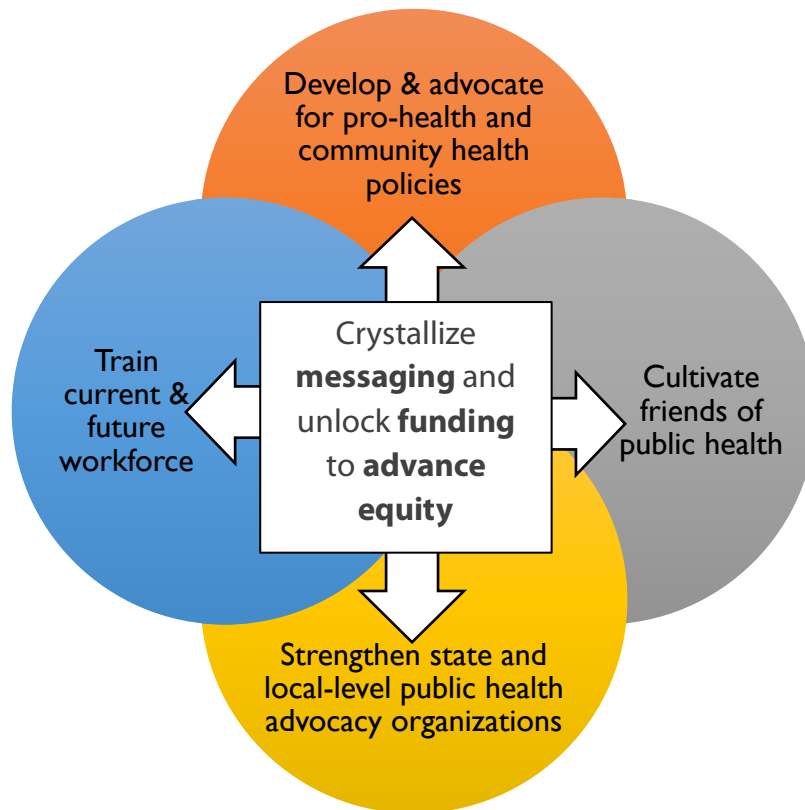 Develop & advocate
for pro-health and
community health
policies
Train
current &
future
workforce
Crystallize
messaging and
unlock funding
to advance
equity
Cultivate
friends of
public health
Strengthen state and
local-level public health
advocacy organizations